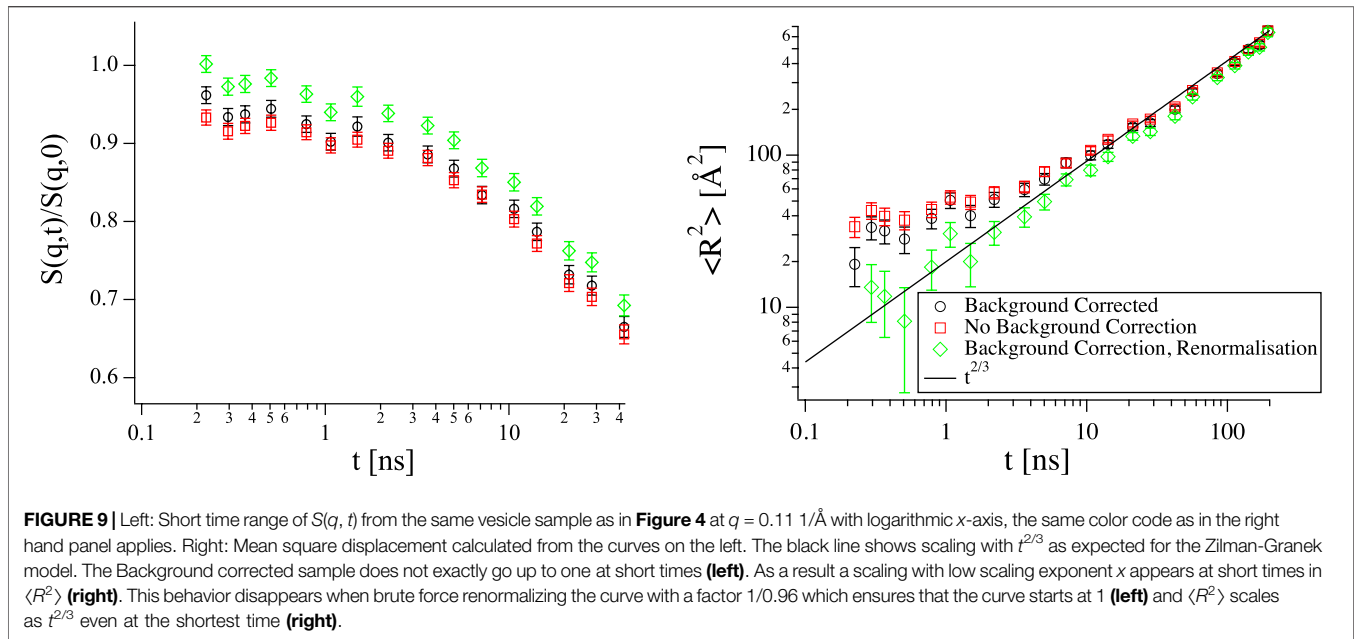 1.0
0.9
0.8
0.7
0.6
S(q,t)/S(q,0)
0.1
2
3
4
5
6
1
2
3
4
5
6
10
2
3
4
t [ns]
6
4
2
100
8
6
4
2
10
8
6
4
<R²> [Å²]
0.1
1
10
100
t [ns]
Background Corrected
No Background Correction
Background Correction, Renormalisation
t^{2/3}
FIGURE 9 | Left: Short time range of S(q, t) from the same vesicle sample as in Figure 4 at q = 0.11 1/Å with logarithmic x-axis, the same color code as in the right
hand panel applies. Right: Mean square displacement calculated from the curves on the left. The black line shows scaling with t^{2/3} as expected for the Zilman-Granek
model. The Background corrected sample does not exactly go up to one at short times (left). As a result a scaling with low scaling exponent x appears at short times in
⟨R²⟩ (right). This behavior disappears when brute force renormalizing the curve with a factor 1/0.96 which ensures that the curve starts at 1 (left) and ⟨R²⟩ scales
as t^{2/3} even at the shortest time (right).